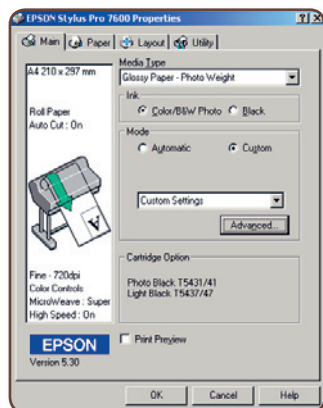 EPSON Stylus Pro 7600 Properties
Main Paper Layout Utility
A4 210 x 297 mm
Roll Paper
Auto Cut : On
Fine - 720dpi
Color Controls
MicroWeave : Super
High Speed : On
EPSON
Version 5.30
Media Type
Glossy Paper - Photo Weight
Ink
Color/B&W Photo Black
Mode
Automatic Custom
Custom Settings
Advanced...
Cartridge Option
Photo Black T5431/41
Light Black T5437/47
Print Preview
OK Cancel Help